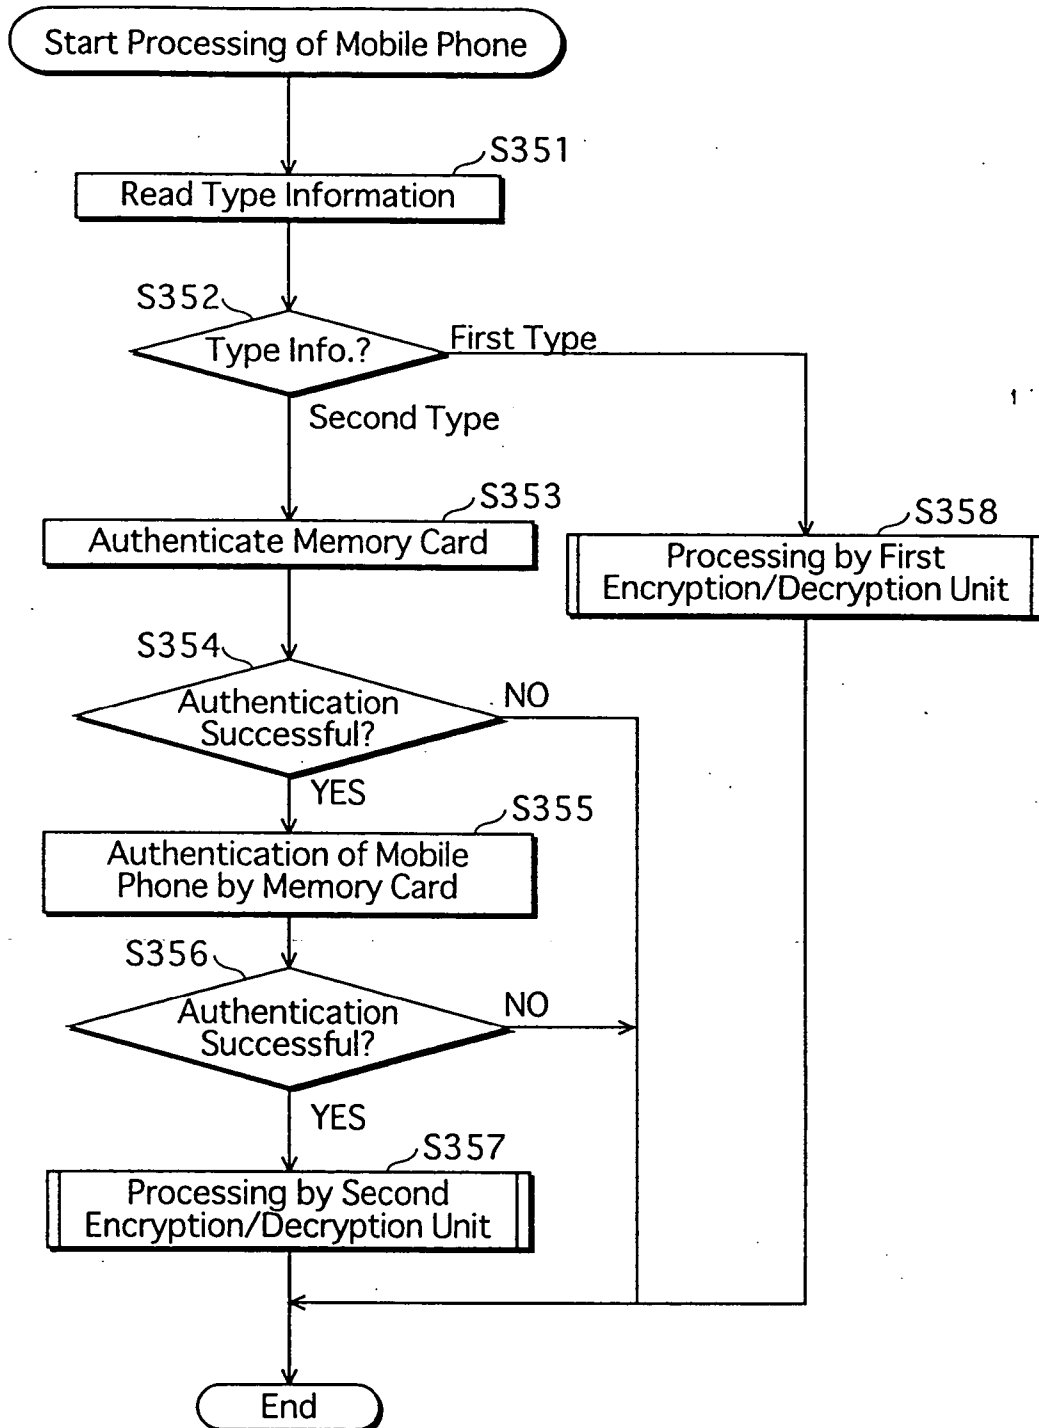 Start Processing of Mobile Phone
S351
Read Type Information
S352
Type Info.?
First Type
Second Type
S353
Authenticate Memory Card
S358
Processing by First
Encryption/Decryption Unit
S354
Authentication
Successful?
NO
YES
S355
Authentication of Mobile
Phone by Memory Card
S356
Authentication
Successful?
NO
YES
S357
Processing by Second
Encryption/Decryption Unit
End